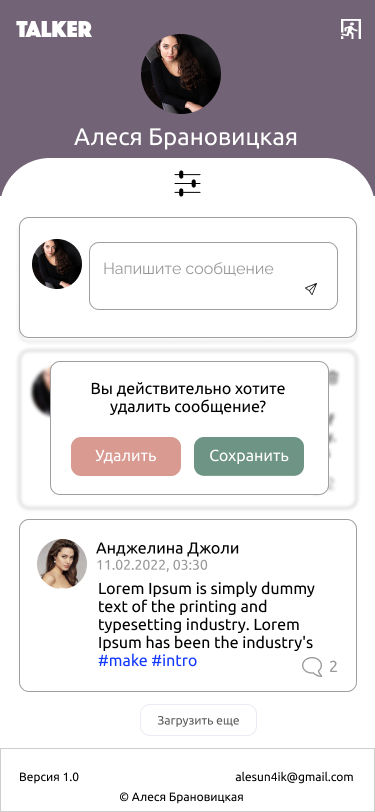 TALKER
Алеся Брановицкая
Напишите сообщение
Вы действительно хотите
удалить сообщение?
Удалить
Сохранить
Анджелина Джоли
11.02.2022, 03:30
Lorem Ipsum is simply dummy
text of the printing and
typesetting industry. Lorem
Ipsum has been the industry's
#make #intro
2
Загрузить еще
Версия 1.0
alesun4ik@gmail.com
© Алеся Брановицкая